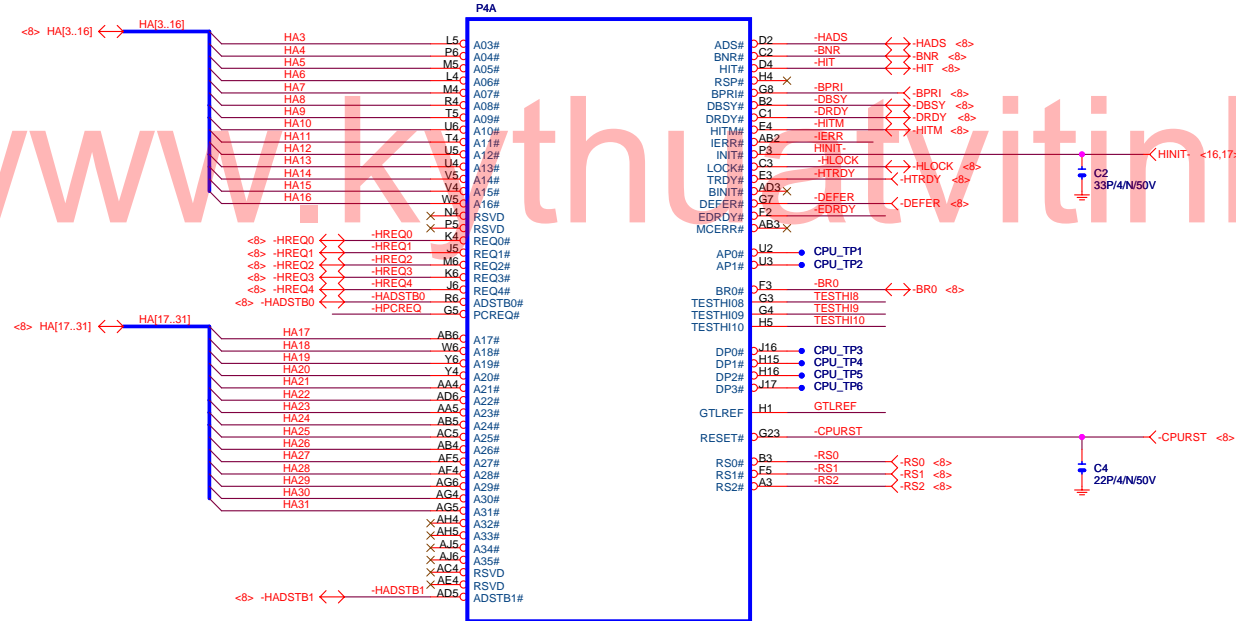 P4A
<8> HA[3..16] HA[3..16]
HA3 L5 A03# ADS# D2 -HADS -HADS <8>
HA4 P6 A04# BNR# C2 -BNR -BNR <8>
HA5 M5 A05# HIT# D4 -HIT -HIT <8>
HA6 L4 A06# RSP# H4
HA7 M4 A07# BPRI# G8 -BPRI -BPRI <8>
HA8 R4 A08# DBSY# B2 -DBSY -DBSY <8>
HA9 T5 A09# DRDY# C1 -DRDY -DRDY <8>
HA10 U6 A10# HITM# E4 -HITM -HITM <8>
HA11 T4 A11# IERR# AB2 -IERR
HA12 U5 A12# INIT# P3 HINIT- HINIT- <16,17>
HA13 U4 A13# LOCK# C3 -HLOCK -HLOCK <8>
HA14 V5 A14# TRDY# E3 -HTRDY -HTRDY <8>
HA15 V4 A15# BINIT# AD3
HA16 W5 A16# DEFER# G7 -DEFER -DEFER <8>
N4 RSVD EDRDY# F2 -EDRDY
P5 RSVD MCERR# AB3
C2
33P/4/N/50V
www.kythuatvitinh
<8> -HREQ0 -HREQ0 K4 REQ0#
<8> -HREQ1 -HREQ1 J5 REQ1# AP0# U2 CPU_TP1
<8> -HREQ2 -HREQ2 M6 REQ2# AP1# U3 CPU_TP2
<8> -HREQ3 -HREQ3 K6 REQ3#
<8> -HREQ4 -HREQ4 J6 REQ4# BR0# F3 -BR0 -BR0 <8>
<8> -HADSTB0 -HADSTB0 R6 ADSTB0# TESTHI08 G3 TESTHI8
-HPCREQ G5 PCREQ# TESTHI09 G4 TESTHI9
TESTHI10 H5 TESTHI10
<8> HA[17..31] HA[17..31]
HA17 AB6 A17#
HA18 W6 A18# DP0# J16 CPU_TP3
HA19 Y6 A19# DP1# H15 CPU_TP4
HA20 Y4 A20# DP2# H16 CPU_TP5
HA21 AA4 A21# DP3# J17 CPU_TP6
HA22 AD6 A22#
HA23 AA5 A23# GTLREF H1 GTLREF
HA24 AB5 A24#
HA25 AC5 A25# RESET# G23 -CPURST -CPURST <8>
HA26 AB4 A26#
HA27 AF5 A27# RS0# B3 -RS0 -RS0 <8>
HA28 AF4 A28# RS1# F5 -RS1 -RS1 <8>
HA29 AG6 A29# RS2# A3 -RS2 -RS2 <8>
HA30 AG4 A30#
HA31 AG5 A31#
C4
22P/4/N/50V
AH4 A32#
AH5 A33#
AJ5 A34#
AJ6 A35#
AC4 RSVD
AE4 RSVD
<8> -HADSTB1 -HADSTB1 AD5 ADSTB1#